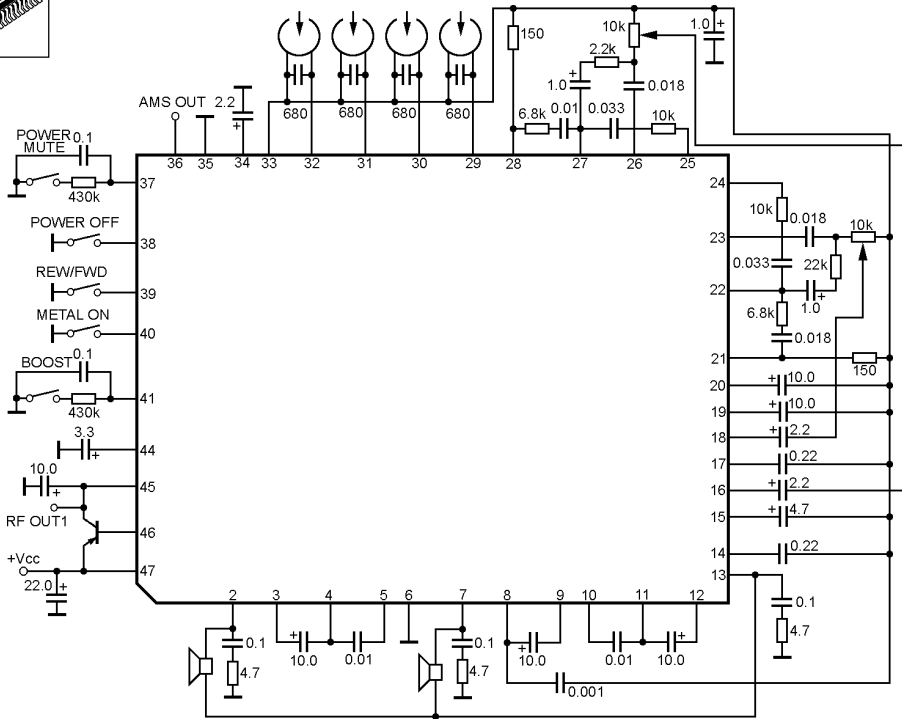 150
10k
1.0 +
2.2k
+
1.0
0.018
680 680 680 680
AMS OUT 2.2
+
6.8k 0.01 0.033 10k
36 35 34 33 32 31 30 29 28 27 26 25
POWER MUTE 0.1
430k
37
POWER OFF
38
REW/FWD
39
METAL ON
40
BOOST 0.1
430k
41
3.3
+
44
10.0
+
45
RF OUT1
46
+Vcc
47
22.0 +
24
10k
23
0.018
10k
0.033
22k
22
1.0 +
6.8k
0.018
21
150
20 + 10.0
19 + 10.0
18 + 2.2
17 0.22
16 + 2.2
15 + 4.7
14 0.22
13
0.1
4.7
2 3 4 5 6 7 8 9 10 11 12
0.1
4.7
+
10.0
0.01
0.1
4.7
+
10.0
0.01
+
10.0
0.001